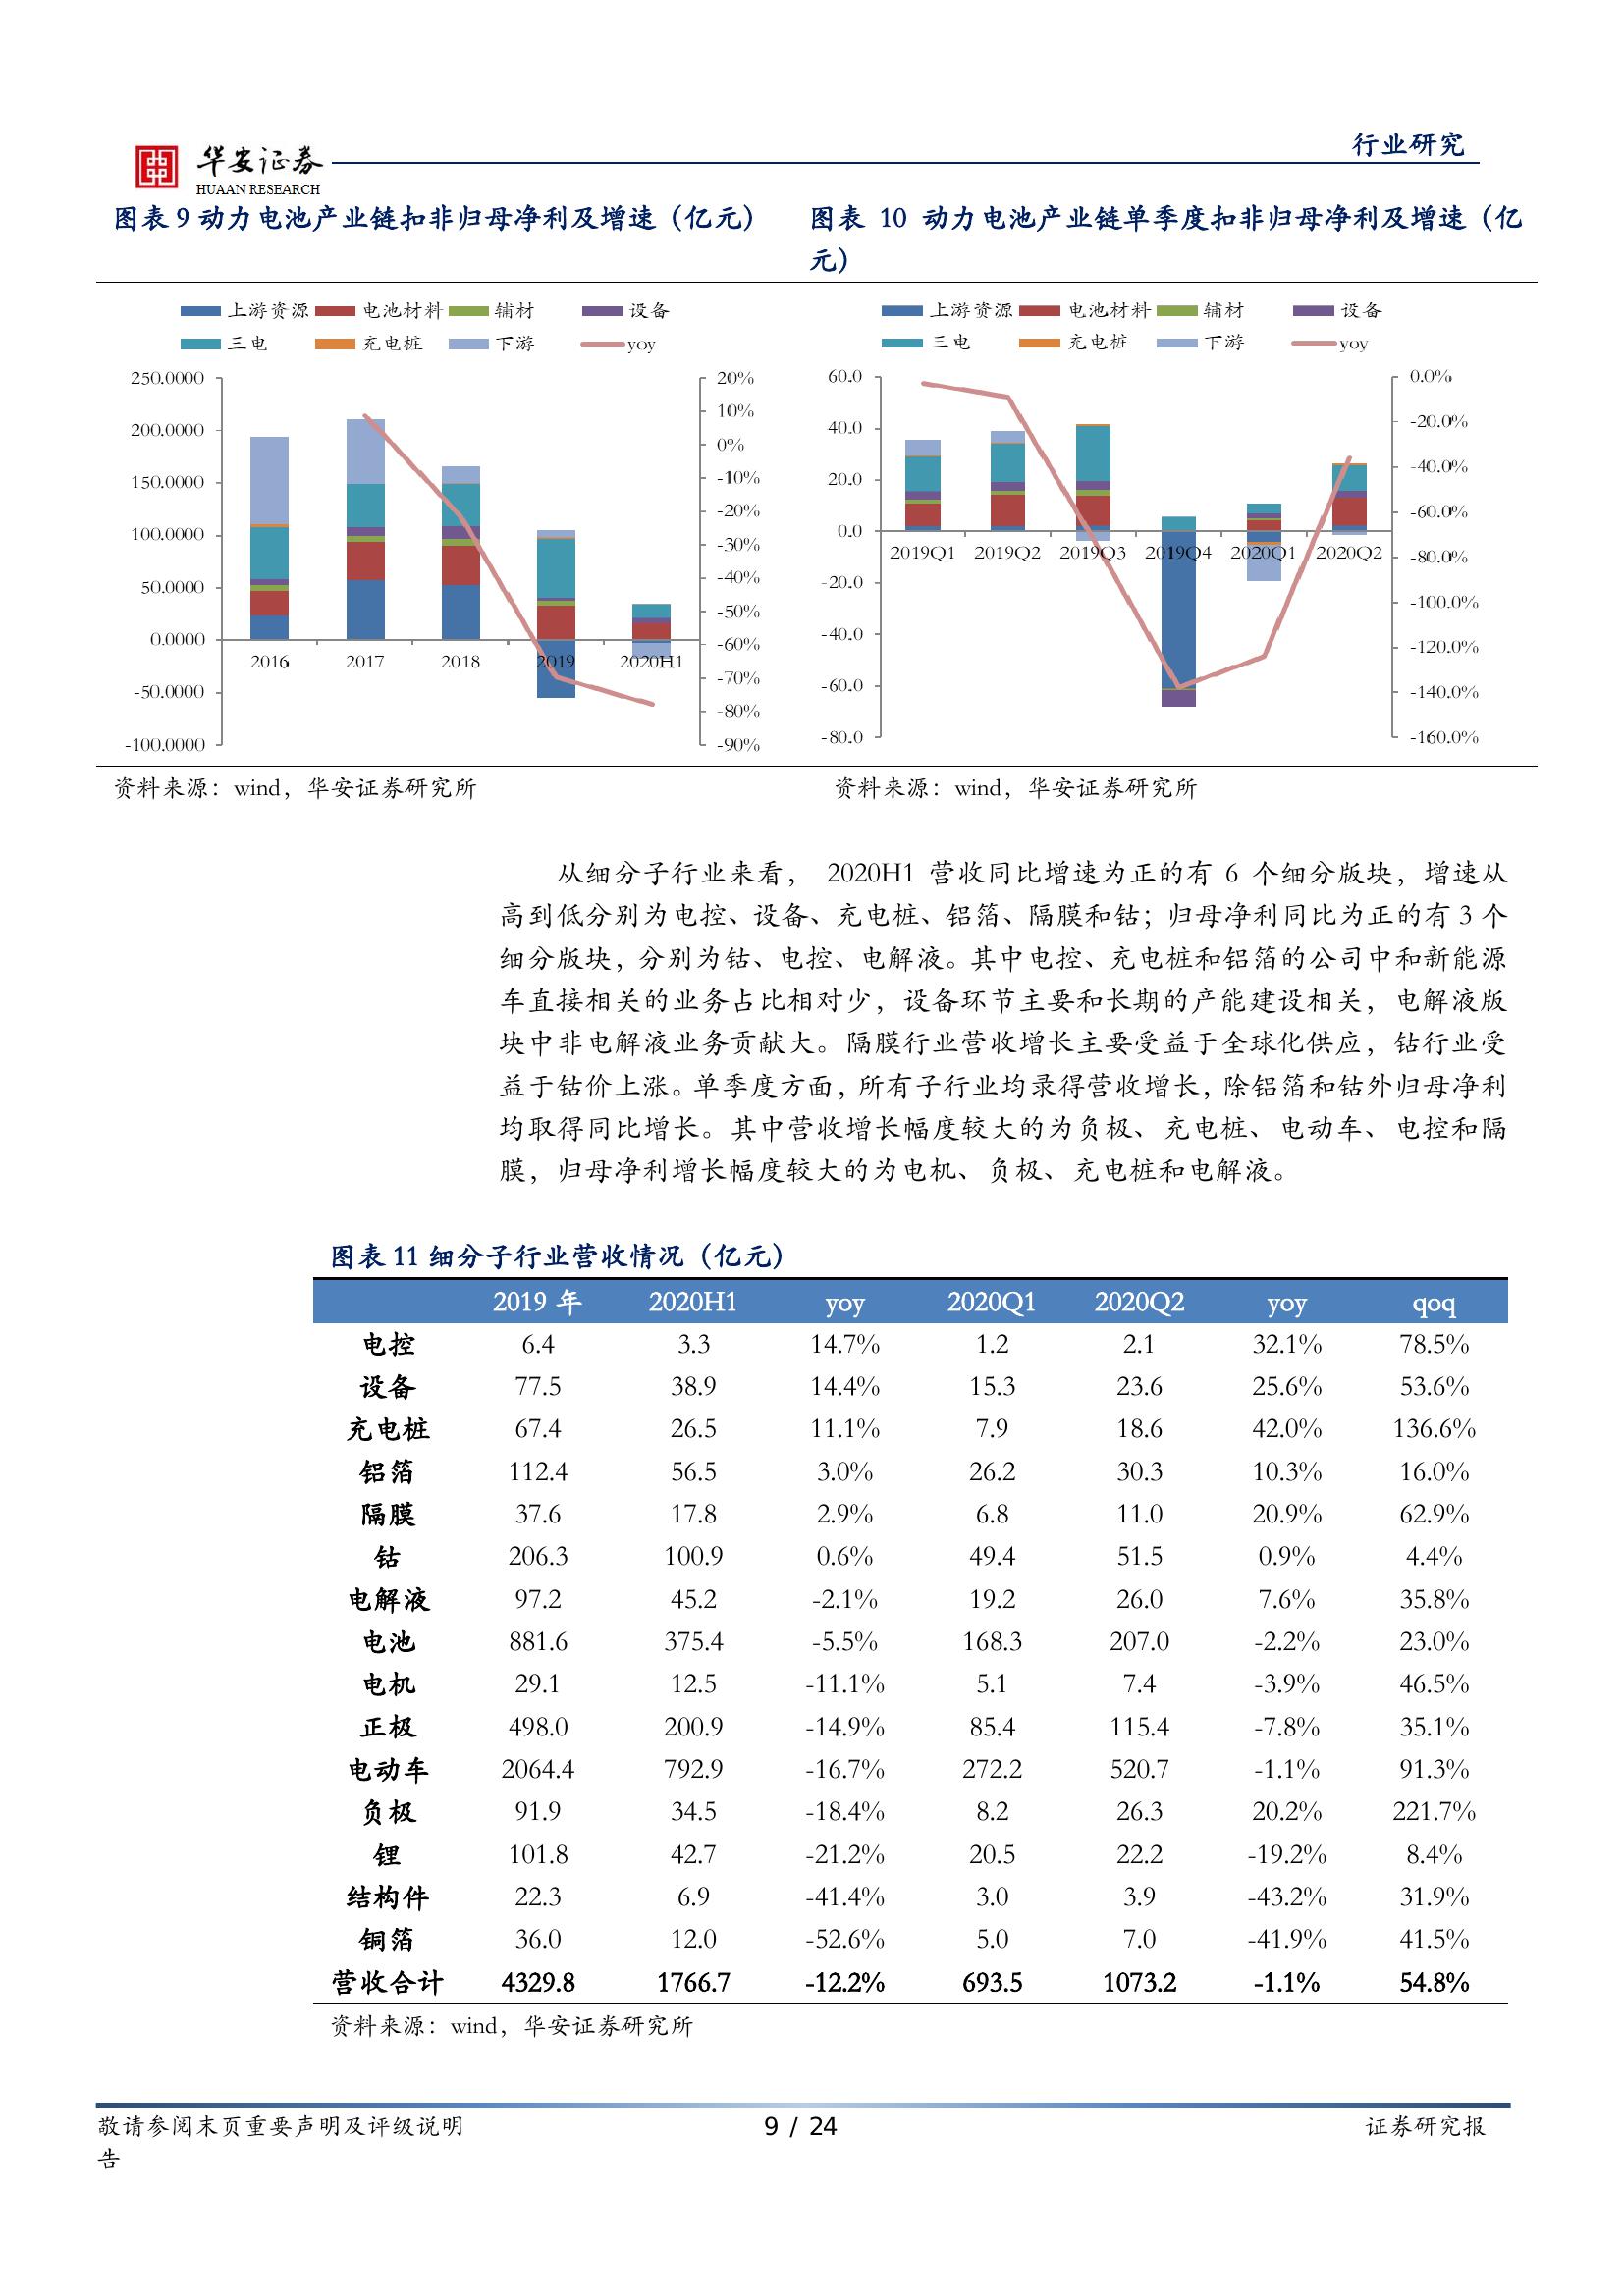 行业研究
华安证券
HUAAN RESEARCH
图表 9 动力电池产业链扣非归母净利及增速（亿元）
上游资源 电池材料 辅材 设备
三电 充电桩 下游 yoy
250.0000
200.0000
150.0000
100.0000
50.0000
0.0000
-50.0000
-100.0000
20%
10%
0%
-10%
-20%
-30%
-40%
-50%
-60%
-70%
-80%
-90%
2016 2017 2018 2019 2020H1
资料来源：wind，华安证券研究所
图表 10 动力电池产业链单季度扣非归母净利及增速（亿
元）
上游资源 电池材料 辅材 设备
三电 充电桩 下游 yoy
60.0
40.0
20.0
0.0
-20.0
-40.0
-60.0
-80.0
0.0%
-20.0%
-40.0%
-60.0%
-80.0%
-100.0%
-120.0%
-140.0%
-160.0%
2019Q1 2019Q2 2019Q3 2019Q4 2020Q1 2020Q2
资料来源：wind，华安证券研究所
从细分子行业来看， 2020H1 营收同比增速为正的有 6 个细分版块，增速从
高到低分别为电控、设备、充电桩、铝箔、隔膜和钴；归母净利同比为正的有 3 个
细分版块，分别为钴、电控、电解液。其中电控、充电桩和铝箔的公司中和新能源
车直接相关的业务占比相对少，设备环节主要和长期的产能建设相关，电解液版
块中非电解液业务贡献大。隔膜行业营收增长主要受益于全球化供应，钴行业受
益于钴价上涨。单季度方面，所有子行业均录得营收增长，除铝箔和钴外归母净利
均取得同比增长。其中营收增长幅度较大的为负极、充电桩、电动车、电控和隔
膜，归母净利增长幅度较大的为电机、负极、充电桩和电解液。
图表 11 细分子行业营收情况（亿元）
2019 年 2020H1 yoy 2020Q1 2020Q2 yoy qoq
电控 6.4 3.3 14.7% 1.2 2.1 32.1% 78.5%
设备 77.5 38.9 14.4% 15.3 23.6 25.6% 53.6%
充电桩 67.4 26.5 11.1% 7.9 18.6 42.0% 136.6%
铝箔 112.4 56.5 3.0% 26.2 30.3 10.3% 16.0%
隔膜 37.6 17.8 2.9% 6.8 11.0 20.9% 62.9%
钴 206.3 100.9 0.6% 49.4 51.5 0.9% 4.4%
电解液 97.2 45.2 -2.1% 19.2 26.0 7.6% 35.8%
电池 881.6 375.4 -5.5% 168.3 207.0 -2.2% 23.0%
电机 29.1 12.5 -11.1% 5.1 7.4 -3.9% 46.5%
正极 498.0 200.9 -14.9% 85.4 115.4 -7.8% 35.1%
电动车 2064.4 792.9 -16.7% 272.2 520.7 -1.1% 91.3%
负极 91.9 34.5 -18.4% 8.2 26.3 20.2% 221.7%
锂 101.8 42.7 -21.2% 20.5 22.2 -19.2% 8.4%
结构件 22.3 6.9 -41.4% 3.0 3.9 -43.2% 31.9%
铜箔 36.0 12.0 -52.6% 5.0 7.0 -41.9% 41.5%
营收合计 4329.8 1766.7 -12.2% 693.5 1073.2 -1.1% 54.8%
资料来源：wind，华安证券研究所
敬请参阅末页重要声明及评级说明 9 / 24 证券研究报
告